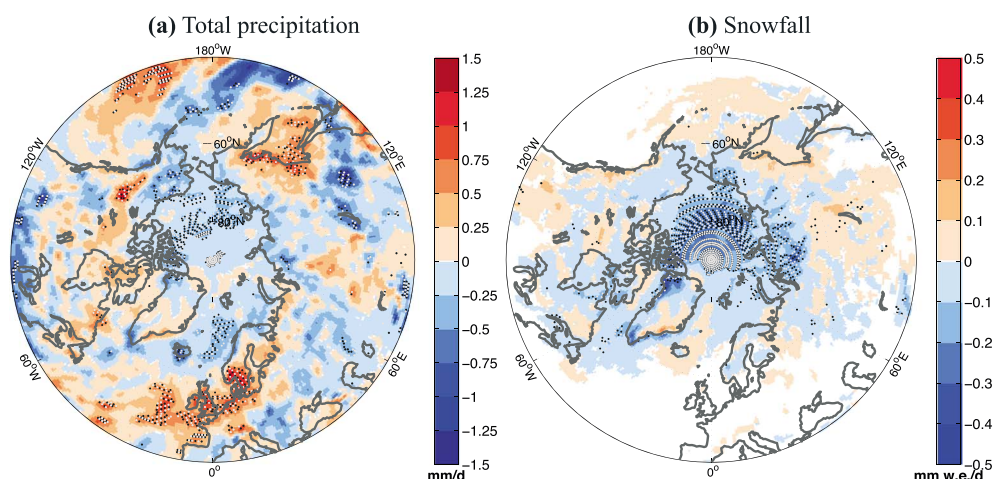 (a) Total precipitation
180°W
120°W
120°E
60°N
80°N
60°W
60°E
0°
1.5
1.25
1
0.75
0.5
0.25
0
−0.25
−0.5
−0.75
−1
−1.25
−1.5
mm/d
(b) Snowfall
180°W
120°W
120°E
60°N
60°W
60°E
0°
0.5
0.4
0.3
0.2
0.1
0
−0.1
−0.2
−0.3
−0.4
−0.5
mm w.e./d